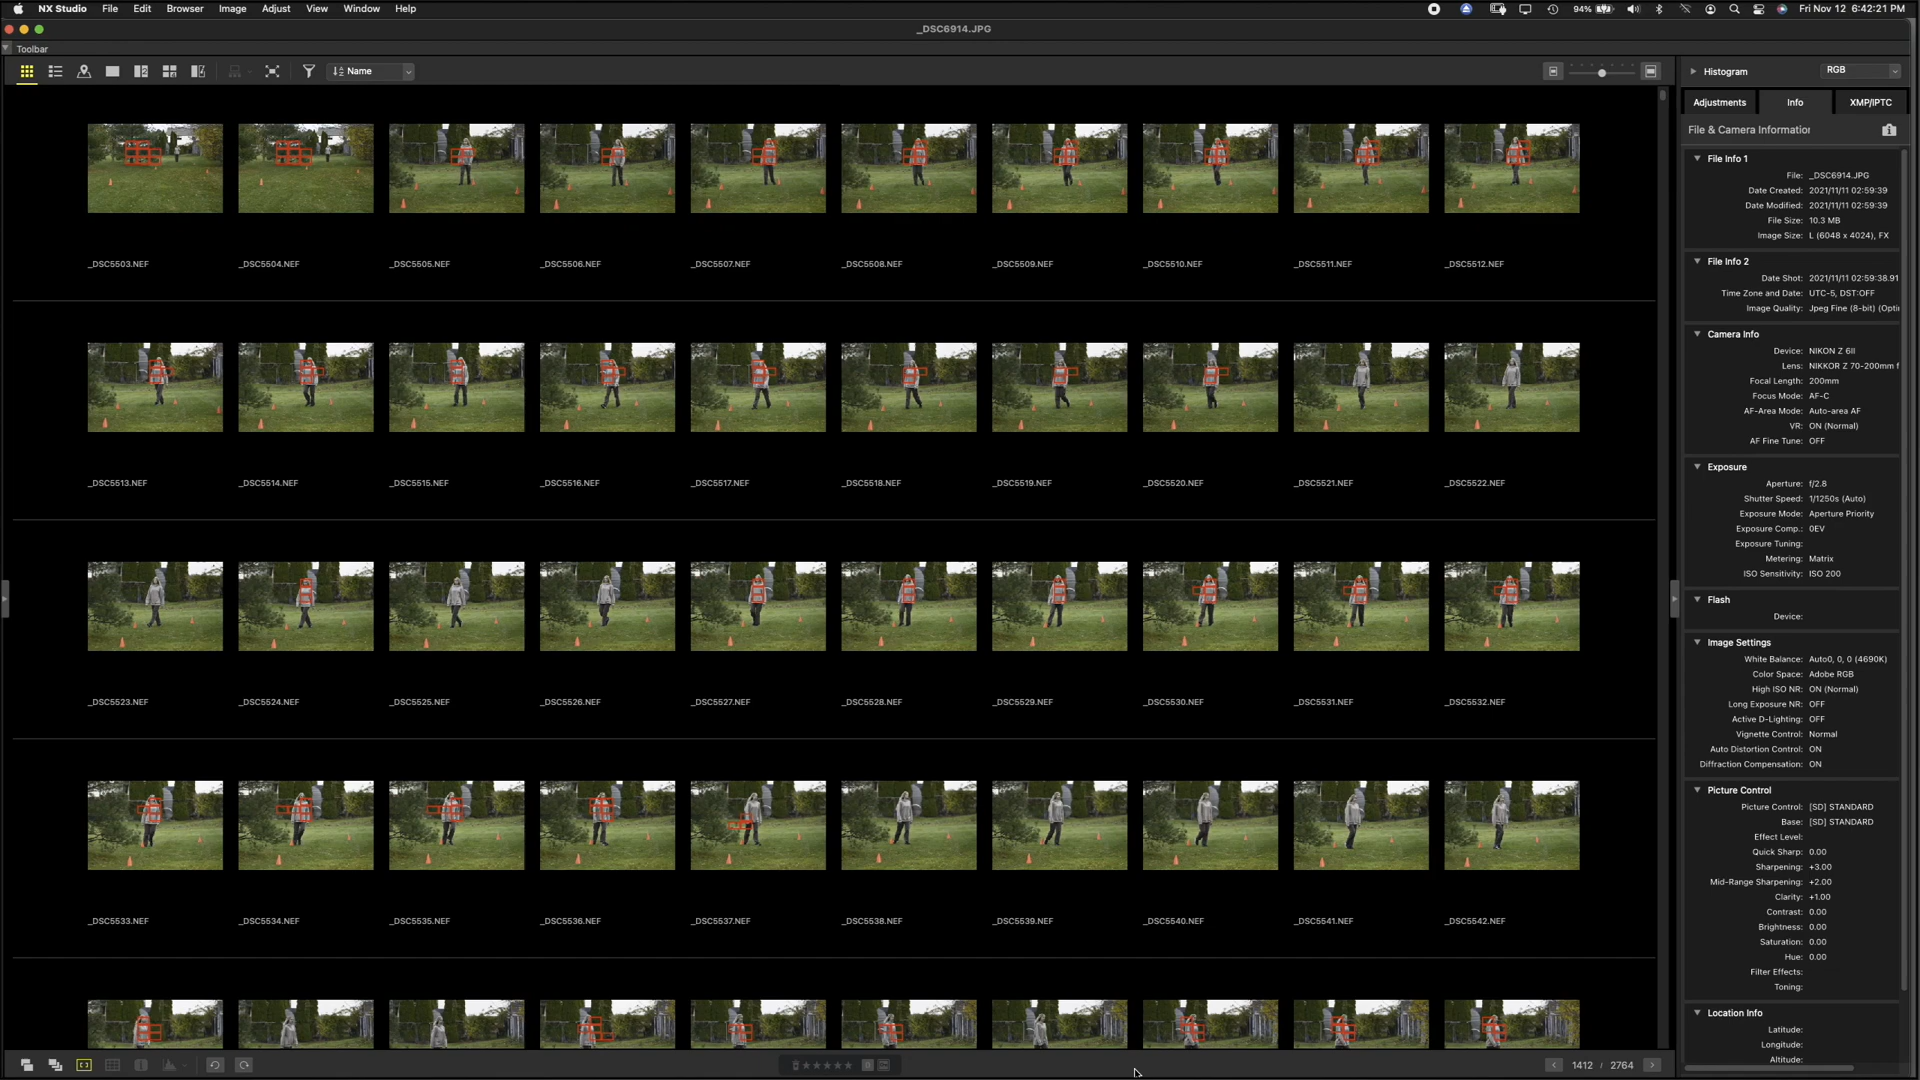 NX Studio File Edit Browser Image Adjust View Window Help
94% Fri Nov 12 6:42:21 PM
_DSC6914.JPG
Toolbar
Name
Histogram RGB
Adjustments Info XMP/IPTC
File & Camera Information
_DSC5503.NEF _DSC5504.NEF _DSC5505.NEF _DSC5506.NEF _DSC5507.NEF _DSC5508.NEF _DSC5509.NEF _DSC5510.NEF _DSC5511.NEF _DSC5512.NEF
_DSC5513.NEF _DSC5514.NEF _DSC5515.NEF _DSC5516.NEF _DSC5517.NEF _DSC5518.NEF _DSC5519.NEF _DSC5520.NEF _DSC5521.NEF _DSC5522.NEF
_DSC5523.NEF _DSC5524.NEF _DSC5525.NEF _DSC5526.NEF _DSC5527.NEF _DSC5528.NEF _DSC5529.NEF _DSC5530.NEF _DSC5531.NEF _DSC5532.NEF
_DSC5533.NEF _DSC5534.NEF _DSC5535.NEF _DSC5536.NEF _DSC5537.NEF _DSC5538.NEF _DSC5539.NEF _DSC5540.NEF _DSC5541.NEF _DSC5542.NEF
File Info 1
File: _DSC6914.JPG
Date Created: 2021/11/11 02:59:39
Date Modified: 2021/11/11 02:59:39
File Size: 10.3 MB
Image Size: L (6048 x 4024), FX
File Info 2
Date Shot: 2021/11/11 02:59:38.91
Time Zone and Date: UTC-5, DST:OFF
Image Quality: Jpeg Fine (8-bit) (Opti
Camera Info
Device: NIKON Z 6II
Lens: NIKKOR Z 70-200mm f
Focal Length: 200mm
Focus Mode: AF-C
AF-Area Mode: Auto-area AF
VR: ON (Normal)
AF Fine Tune: OFF
Exposure
Aperture: f/2.8
Shutter Speed: 1/1250s (Auto)
Exposure Mode: Aperture Priority
Exposure Comp.: 0EV
Exposure Tuning:
Metering: Matrix
ISO Sensitivity: ISO 200
Flash
Device:
Image Settings
White Balance: Auto0, 0, 0 (4690K)
Color Space: Adobe RGB
High ISO NR: ON (Normal)
Long Exposure NR: OFF
Active D-Lighting: OFF
Vignette Control: Normal
Auto Distortion Control: ON
Diffraction Compensation: ON
Picture Control
Picture Control: [SD] STANDARD
Base: [SD] STANDARD
Effect Level:
Quick Sharp: 0.00
Sharpening: +3.00
Mid-Range Sharpening: +2.00
Clarity: +1.00
Contrast: 0.00
Brightness: 0.00
Saturation: 0.00
Hue: 0.00
Filter Effects:
Toning:
Location Info
Latitude:
Longitude:
Altitude:
1412 / 2764